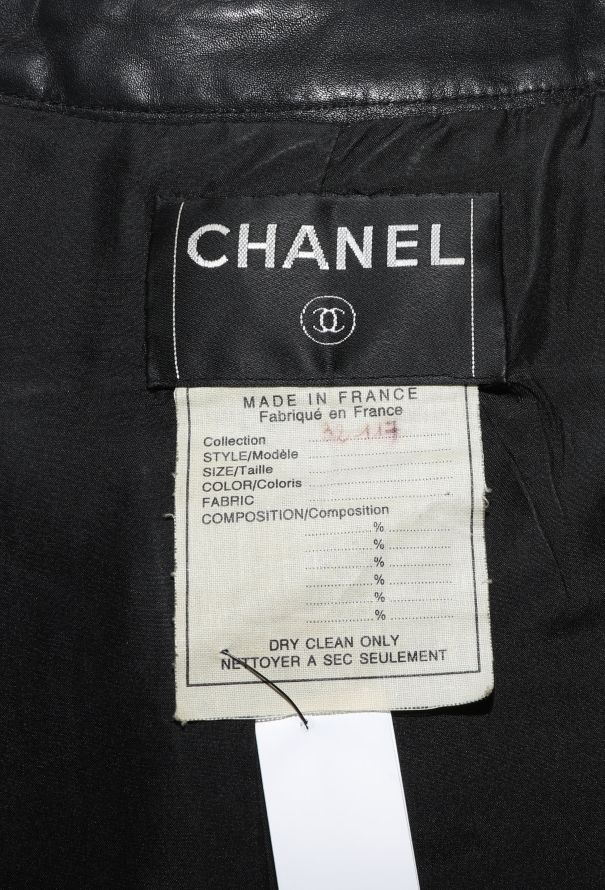 CHANEL
MADE IN FRANCE
Fabriqué en France
Collection
STYLE/Modèle
SIZE/Taille
COLOR/Coloris
FABRIC
COMPOSITION/Composition
%
%
%
%
%
%
DRY CLEAN ONLY
NETTOYER A SEC SEULEMENT